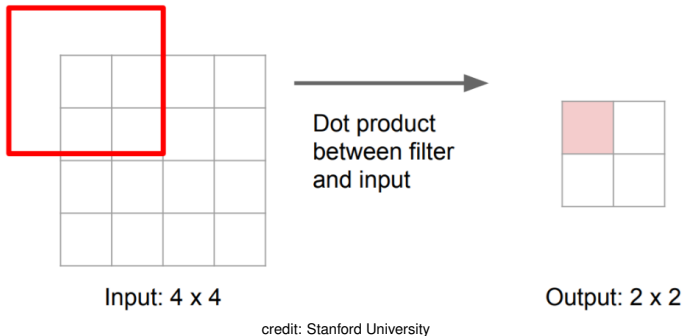 Dot product
between filter
and input
Input: 4 x 4
Output: 2 x 2
credit: Stanford University